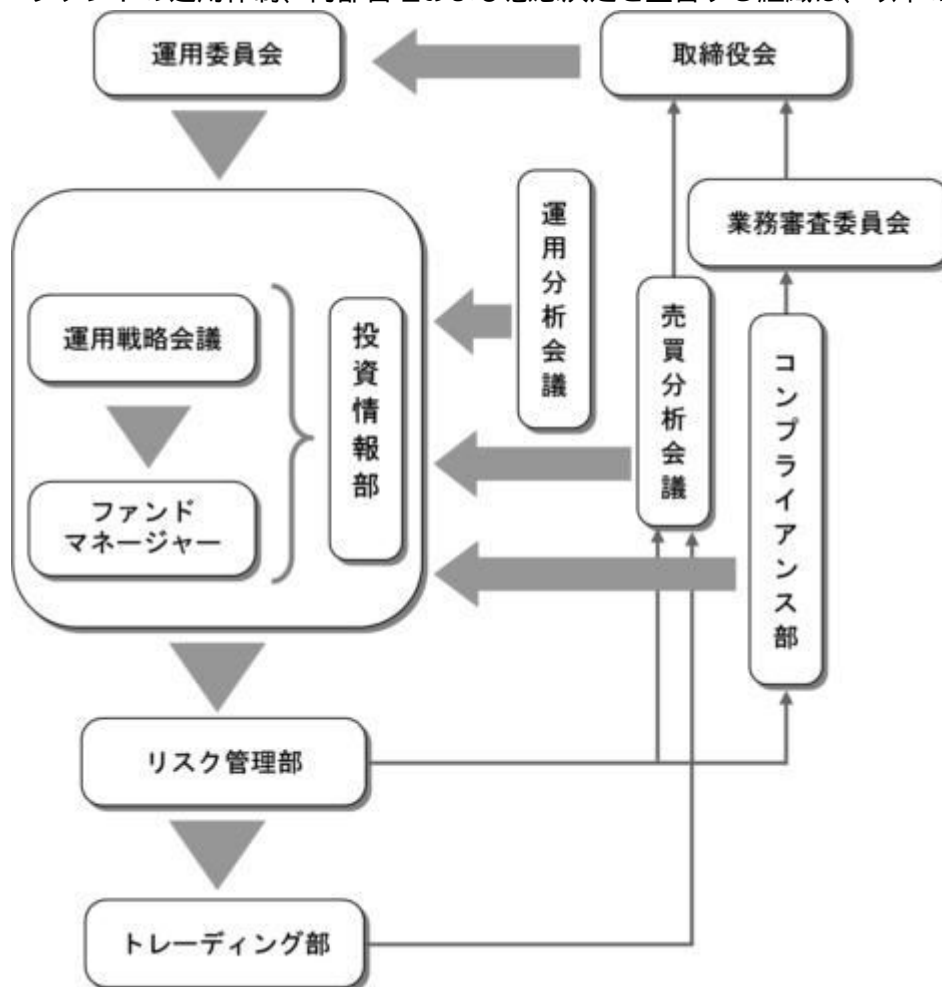 運用委員会
取締役会
業務審査委員会
運用分析会議
売買分析会議
コンプライアンス部
運用戦略会議
投資情報部
ファンド
マネージャー
リスク管理部
トレーディング部